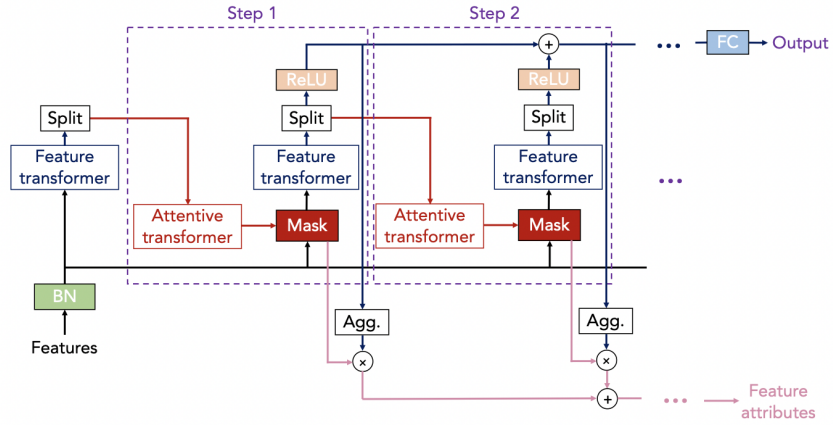 Step 1
Step 2
FC
Output
ReLU
ReLU
Split
Split
Split
Feature
transformer
Feature
transformer
Feature
transformer
Attentive
transformer
Mask
Attentive
transformer
Mask
BN
Features
Agg.
Agg.
Feature
attributes